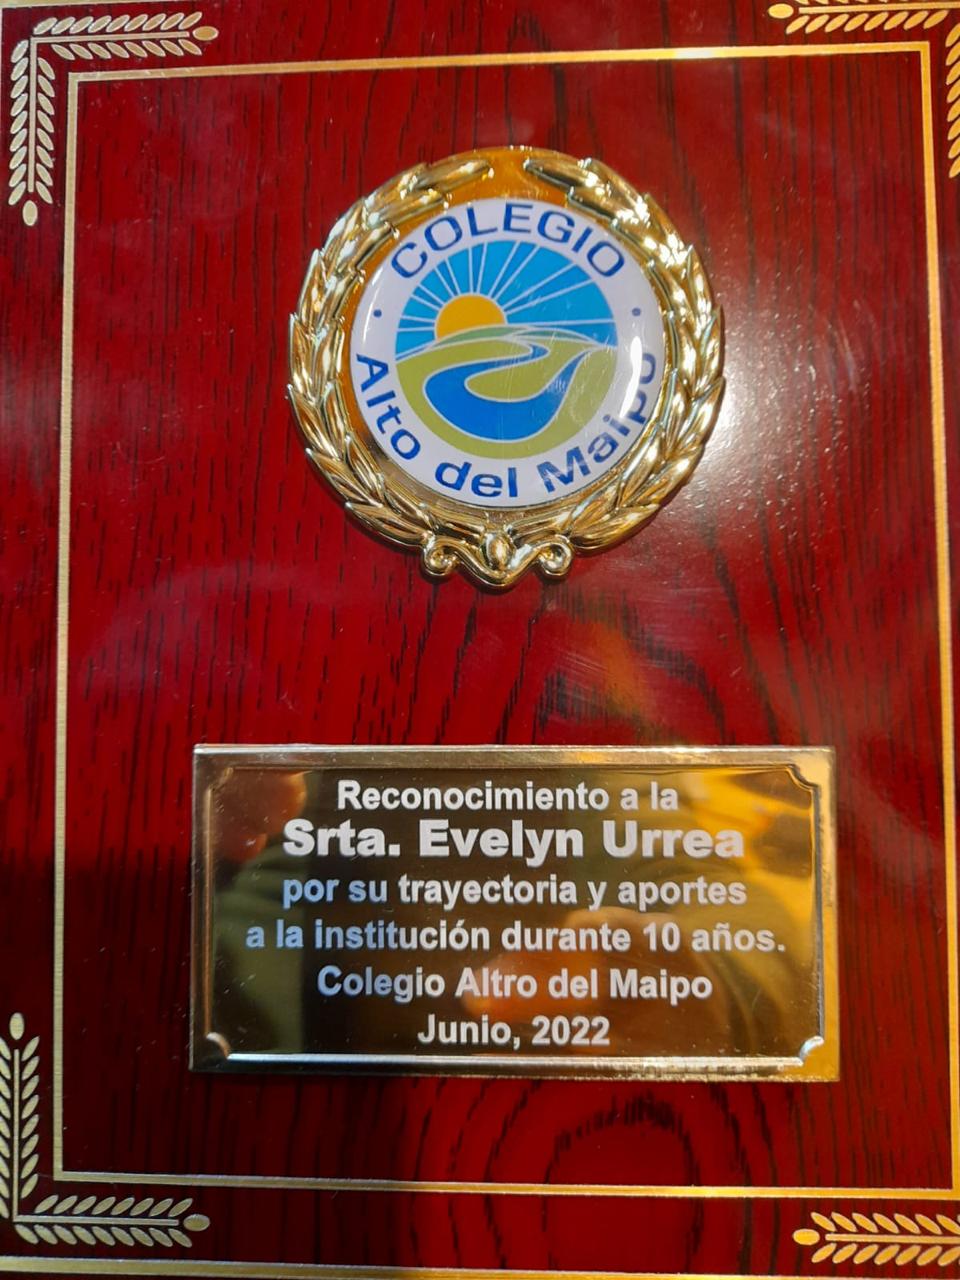 COLEGIO
Alto del Maipo
Reconocimiento a la
Srta. Evelyn Urrea
por su trayectoria y aportes
a la institución durante 10 años.
Colegio Altro del Maipo
Junio, 2022